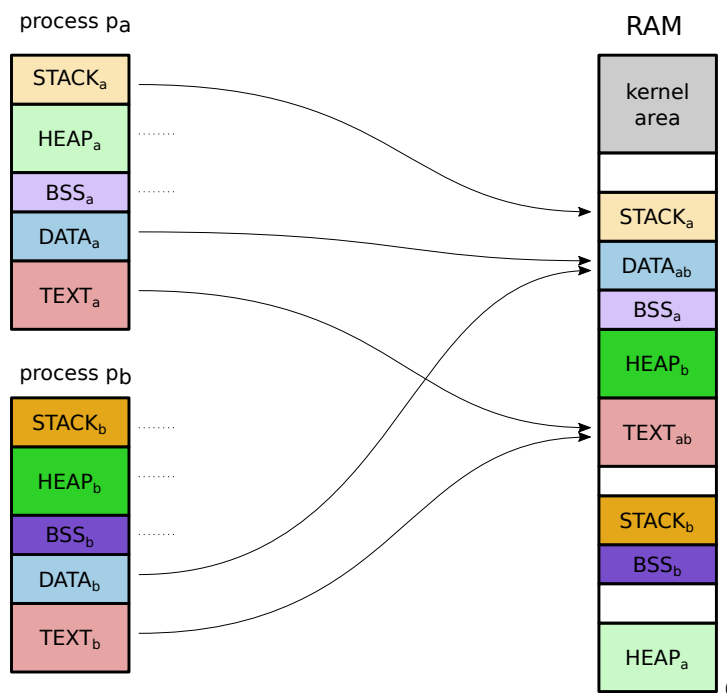 process pa
STACKa
HEAPa
BSSa
DATAa
TEXTa
process pb
STACKb
HEAPb
BSSb
DATAb
TEXTb
RAM
kernel
area
STACKa
DATAab
BSSa
HEAPb
TEXTab
STACKb
BSSb
HEAPa